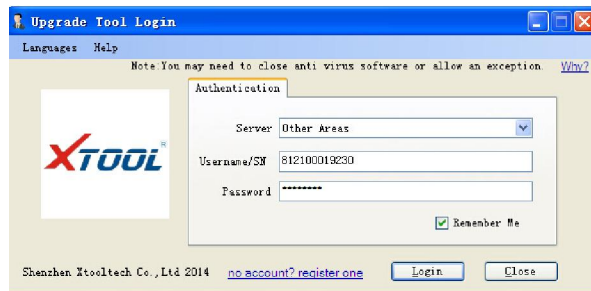 Upgrade Tool Login
Languages Help
Note:You may need to close anti virus software or allow an exception. Why?
Authentication
XTOOL®
Server Other Areas
Username/SN 812100019230
Password ********
Remember Me
Shenzhen Xtooltech Co.,Ltd 2014 no account? register one Login Close